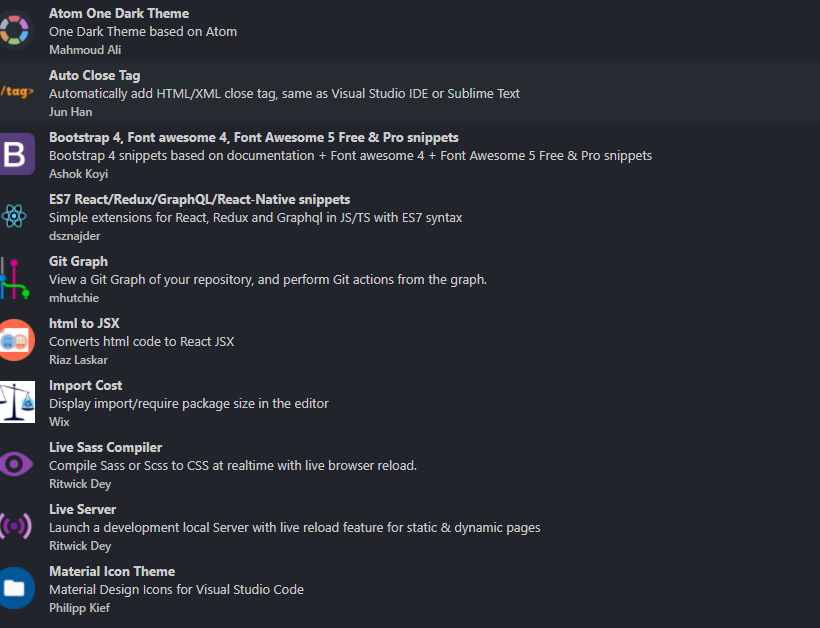 Atom One Dark Theme
One Dark Theme based on Atom
Mahmoud Ali
/tag>
Auto Close Tag
Automatically add HTML/XML close tag, same as Visual Studio IDE or Sublime Text
Jun Han
B
Bootstrap 4, Font awesome 4, Font Awesome 5 Free & Pro snippets
Bootstrap 4 snippets based on documentation + Font awesome 4 + Font Awesome 5 Free & Pro snippets
Ashok Koyi
ES7 React/Redux/GraphQL/React-Native snippets
Simple extensions for React, Redux and Graphql in JS/TS with ES7 syntax
dsznajder
Git Graph
View a Git Graph of your repository, and perform Git actions from the graph.
mhutchie
html to JSX
Converts html code to React JSX
Riaz Laskar
Import Cost
Display import/require package size in the editor
Wix
Live Sass Compiler
Compile Sass or Scss to CSS at realtime with live browser reload.
Ritwick Dey
Live Server
Launch a development local Server with live reload feature for static & dynamic pages
Ritwick Dey
Material Icon Theme
Material Design Icons for Visual Studio Code
Philipp Kief